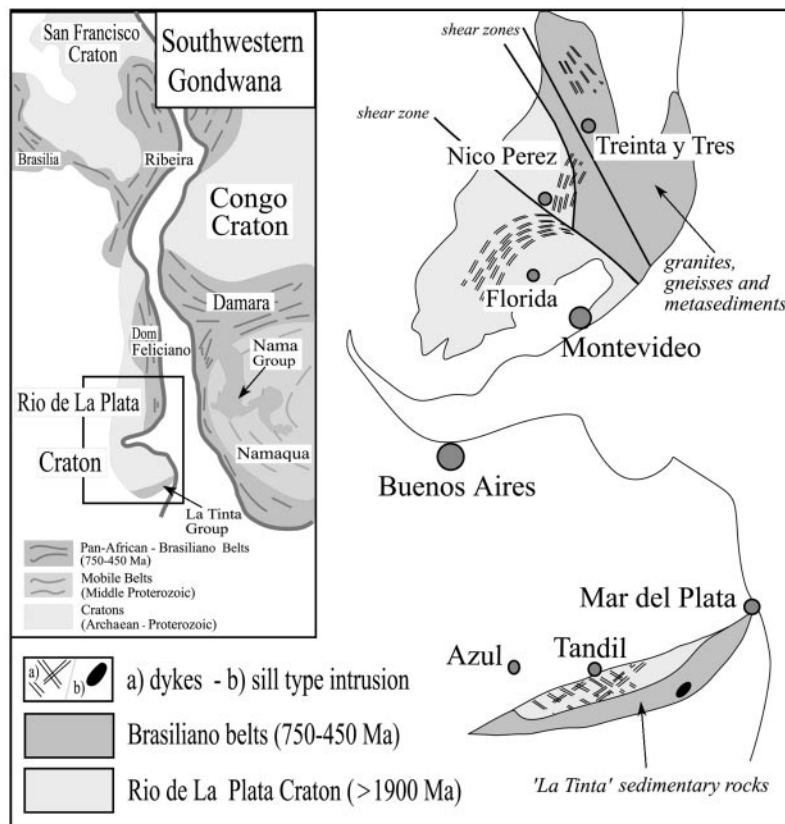 San Francisco
Craton
Southwestern
Gondwana
Brasilia
Ribeira
Congo
Craton
Damara
Dom
Feliciano
Nama
Group
Rio de La Plata
Craton
Namaqua
La Tinta
Group
Pan-African - Brasiliano Belts
(750-450 Ma)
Mobile Belts
(Middle Proterozoic)
Cratons
(Archaean - Proterozoic)
shear zones
shear zone
Treinta y Tres
Nico Perez
granites,
gneisses and
metasediments
Florida
Montevideo
Buenos Aires
Mar del Plata
Azul
Tandil
'La Tinta' sedimentary rocks
a) b) a) dykes - b) sill type intrusion
Brasiliano belts (750-450 Ma)
Rio de La Plata Craton (>1900 Ma)